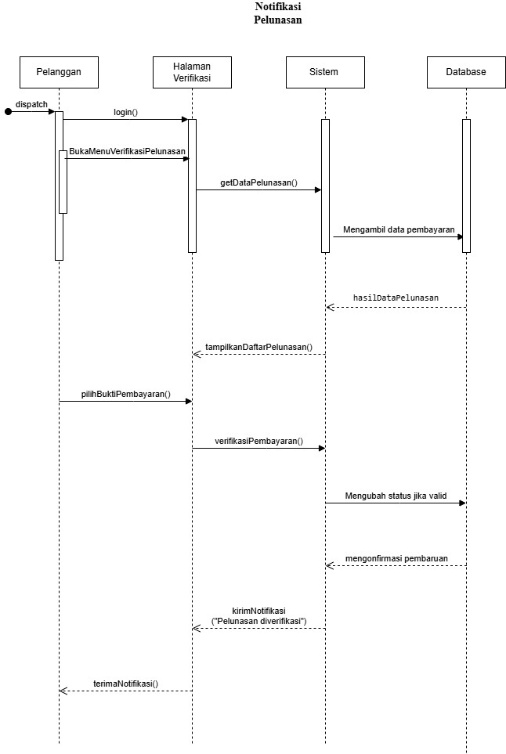 Notifikasi
Pelunasan
Pelanggan
Halaman
Verifikasi
Sistem
Database
dispatch
login()
BukaMenuVerifikasiPelunasan
getDataPelunasan()
Mengambil data pembayaran
hasilDataPelunasan
tampilkanDaftarPelunasan()
pilihBuktiPembayaran()
verifikasiPembayaran()
Mengubah status jika valid
mengonfirmasi pembaruan
kirimNotifikasi
("Pelunasan diverifikasi")
terimaNotifikasi()